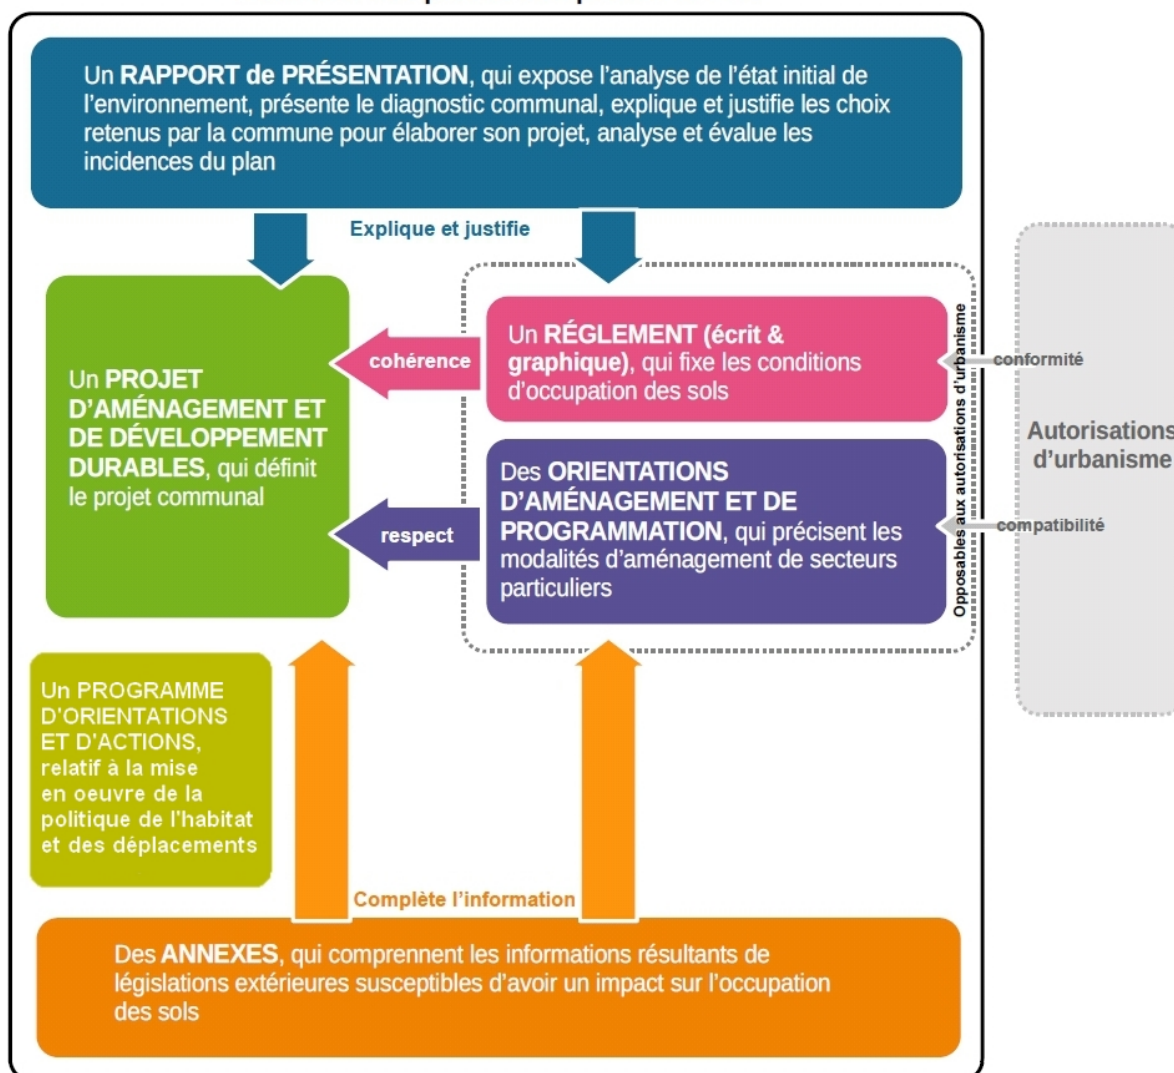 Un RAPPORT de PRÉSENTATION, qui expose l’analyse de l’état initial de
l’environnement, présente le diagnostic communal, explique et justifie les choix
retenus par la commune pour élaborer son projet, analyse et évalue les
incidences du plan
Explique et justifie
Un PROJET
D’AMÉNAGEMENT ET
DE DÉVELOPPEMENT
DURABLES, qui définit
le projet communal
cohérence
Un RÉGLEMENT (écrit &
graphique), qui fixe les conditions
d’occupation des sols
respect
Des ORIENTATIONS
D’AMÉNAGEMENT ET DE
PROGRAMMATION, qui précisent les
modalités d’aménagement de secteurs
particuliers
Opposables aux autorisations d’urbanisme
conformité
Autorisations
d’urbanisme
compatibilité
Un PROGRAMME
D'ORIENTATIONS
ET D'ACTIONS,
relatif à la mise
en oeuvre de la
politique de l'habitat
et des déplacements
Complète l’information
Des ANNEXES, qui comprennent les informations résultants de
législations extérieures susceptibles d’avoir un impact sur l’occupation
des sols